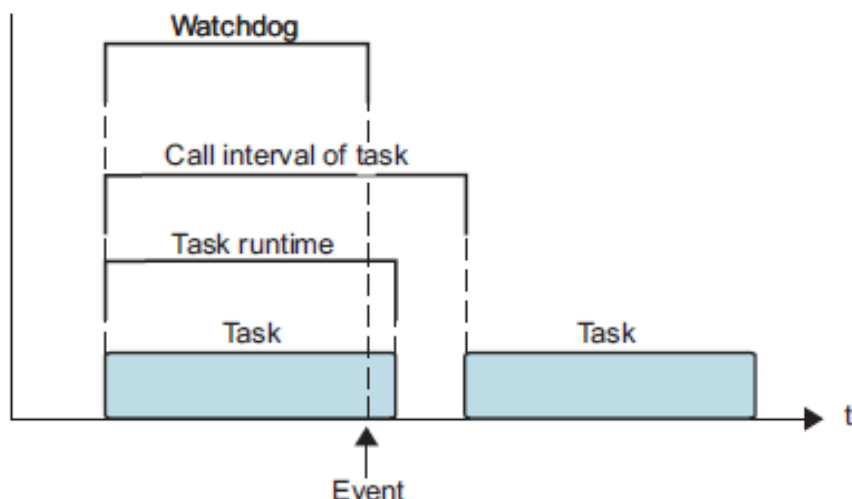 Watchdog
Call interval of task
Task runtime
Task
Task
t
Event